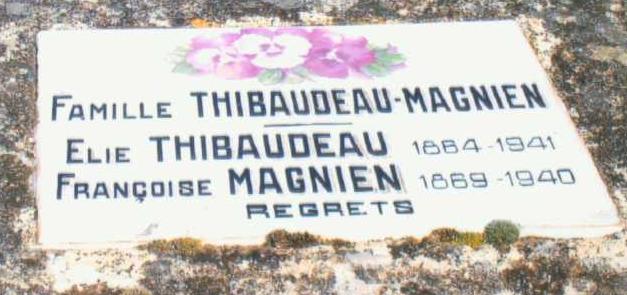 FAMILLE THIBAUDEAU-MAGNIEN
ELIE THIBAUDEAU 1864-1941
FRANÇOISE MAGNIEN 1869-1940
REGRETS